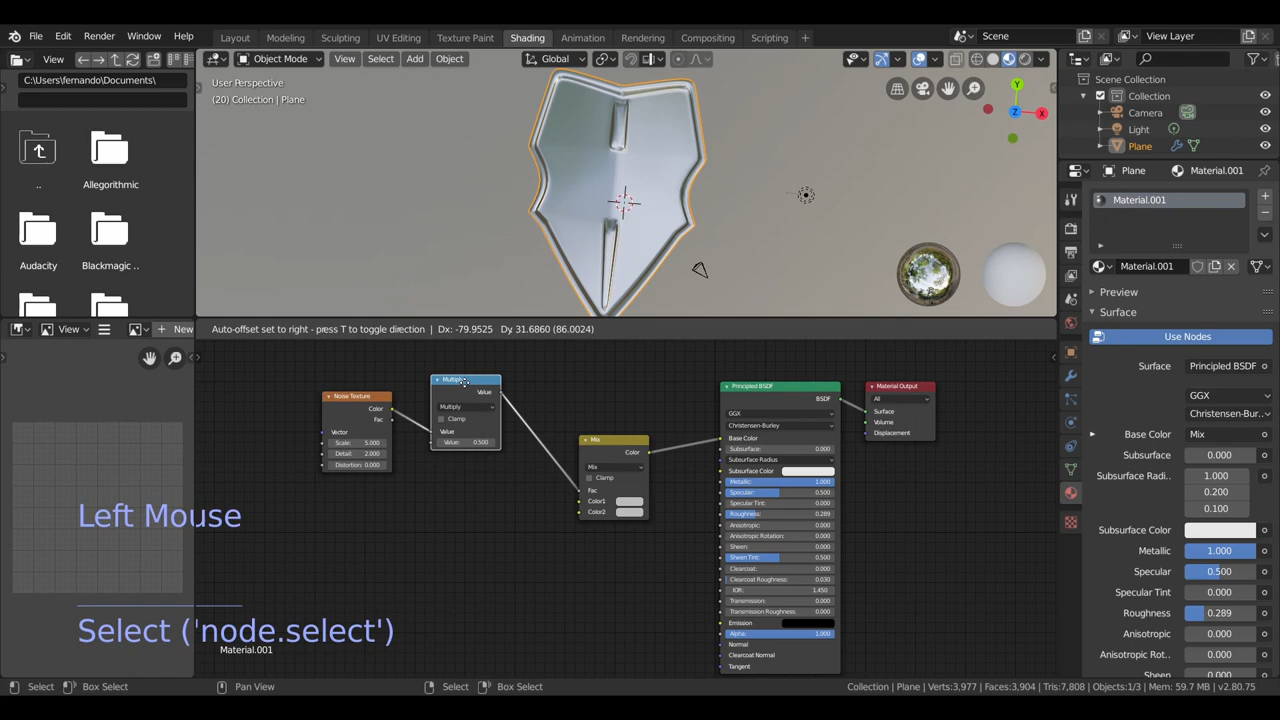 File Edit Render Window Help Layout Modeling Sculpting UV Editing Texture Paint Shading Animation Rendering Compositing Scripting + Scene View Layer
View Object Mode View Select Add Object Global
C:\Users\fernando\Documents\
..
Allegorithmic
Audacity
Blackmagic ..
User Perspective
(20) Collection | Plane
Y
Z
X
Scene Collection
Collection
Camera
Light
Plane
Plane Material.001
Material.001
Material.001
Preview
Surface
Use Nodes
Surface Principled BSDF
GGX
Christensen-Bur..
Base Color Mix
Subsurface 0.000
Subsurface Radi.. 1.000
0.200
0.100
Subsurface Color
Metallic 1.000
Specular 0.500
Specular Tint 0.000
Roughness 0.289
Anisotropic 0.000
Anisotropic Rot.. 0.000
Sheen 0.000
View New
Auto-offset set to right - press T to toggle direction | Dx: -79.9525 Dy: 31.6860 (86.0024)
Noise Texture
Color
Fac
Vector
Scale: 5.000
Detail: 2.000
Distortion: 0.000
Multiply
Value
Multiply
Clamp
Value
Value: 0.500
Mix
Color
Mix
Clamp
Fac
Color1
Color2
Principled BSDF
BSDF
GGX
Christensen-Burley
Base Color
Subsurface: 0.000
Subsurface Radius
Subsurface Color
Metallic: 1.000
Specular: 0.500
Specular Tint: 0.000
Roughness: 0.289
Anisotropic: 0.000
Anisotropic Rotation: 0.000
Sheen: 0.000
Sheen Tint: 0.500
Clearcoat: 0.000
Clearcoat Roughness: 0.030
IOR: 1.450
Transmission: 0.000
Transmission Roughness: 0.000
Emission
Alpha: 1.000
Normal
Clearcoat Normal
Tangent
Material Output
All
Surface
Volume
Displacement
Left Mouse
Select ('node.select')
Material.001
Select Box Select Pan View Select Box Select Collection | Plane | Verts:3,977 | Faces:3,904 | Tris:7,808 | Objects:1/3 | Mem: 59.7 MB | v2.80.75